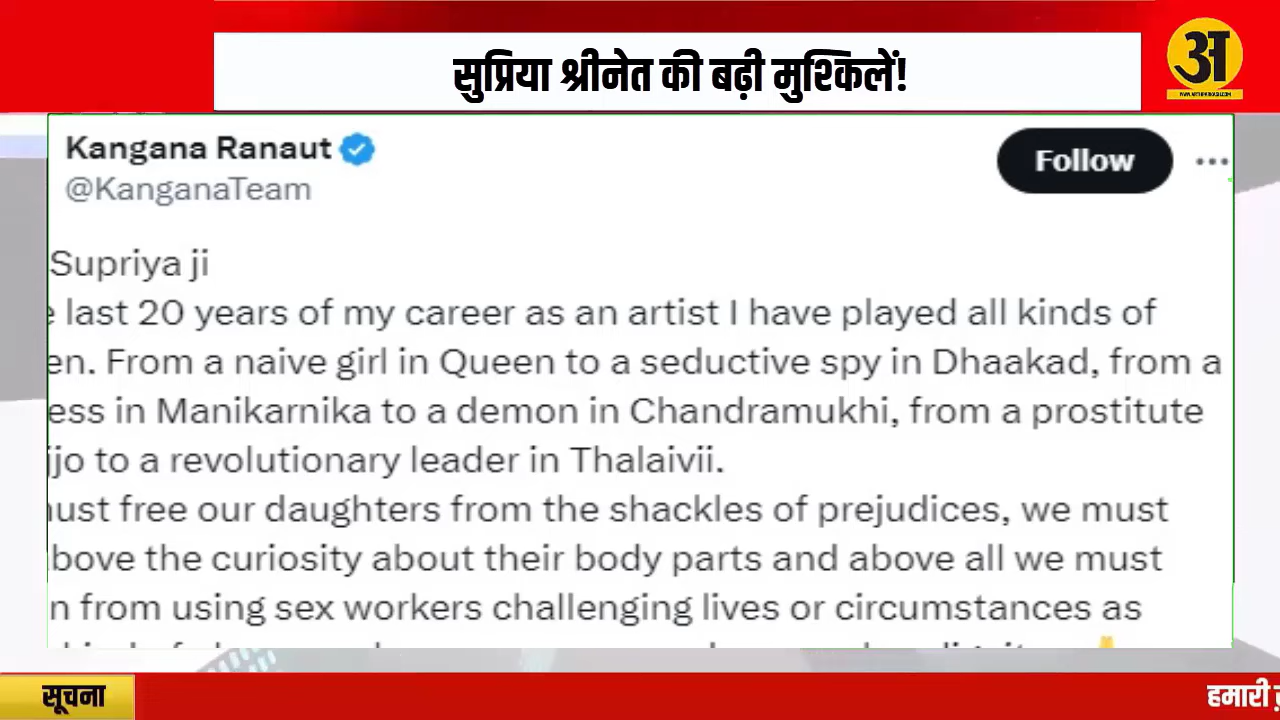 सुप्रिया श्रीनेत की बढ़ी मुश्किलें!
अ
Kangana Ranaut
@KanganaTeam
Follow
Supriya ji
last 20 years of my career as an artist I have played all kinds of
en. From a naive girl in Queen to a seductive spy in Dhaakad, from a
ess in Manikarnika to a demon in Chandramukhi, from a prostitute
jjo to a revolutionary leader in Thalaivii.
ust free our daughters from the shackles of prejudices, we must
bove the curiosity about their body parts and above all we must
n from using sex workers challenging lives or circumstances as
सूचना
हमारी